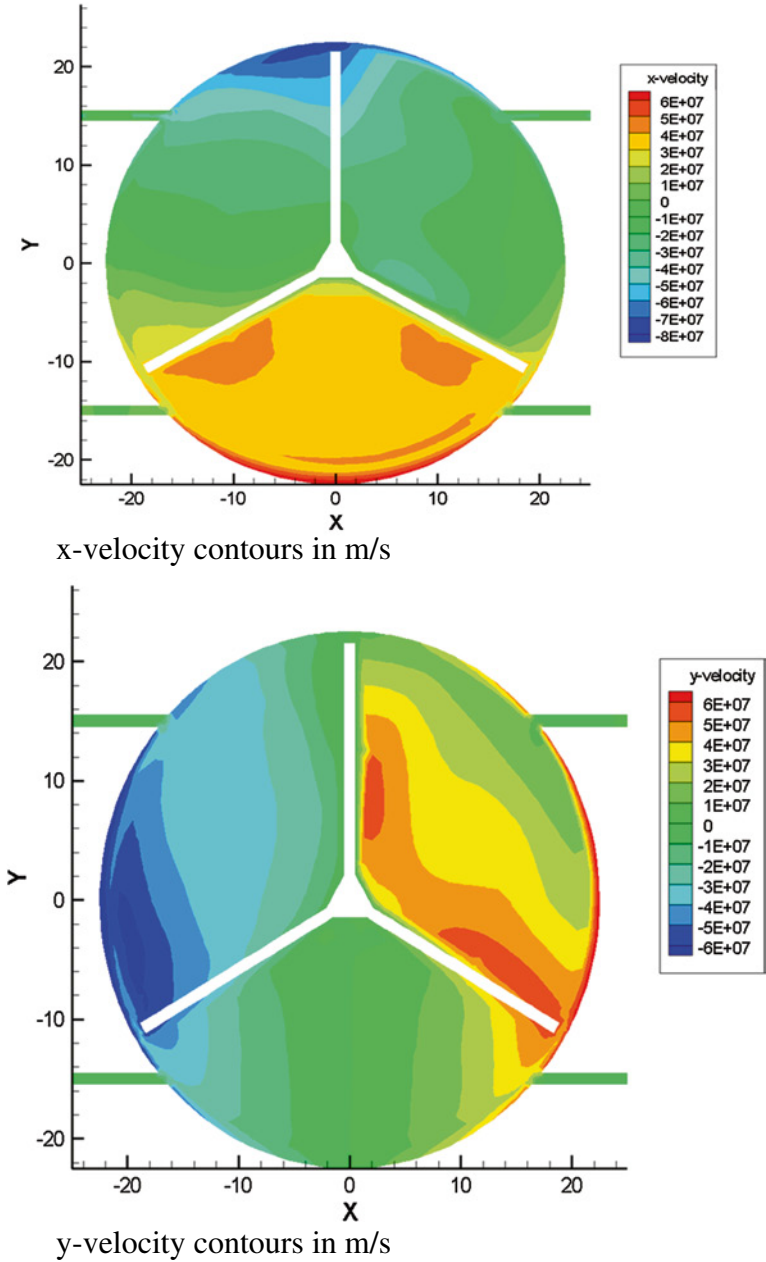 x-velocity
6E+07
5E+07
4E+07
3E+07
2E+07
1E+07
0
-1E+07
-2E+07
-3E+07
-4E+07
-5E+07
-6E+07
-7E+07
-8E+07
20
10
0
-10
-20
Y
-20 -10 0 10 20
X
x-velocity contours in m/s
y-velocity
6E+07
5E+07
4E+07
3E+07
2E+07
1E+07
0
-1E+07
-2E+07
-3E+07
-4E+07
-5E+07
-6E+07
20
10
0
-10
-20
Y
-20 -10 0 10 20
X
y-velocity contours in m/s